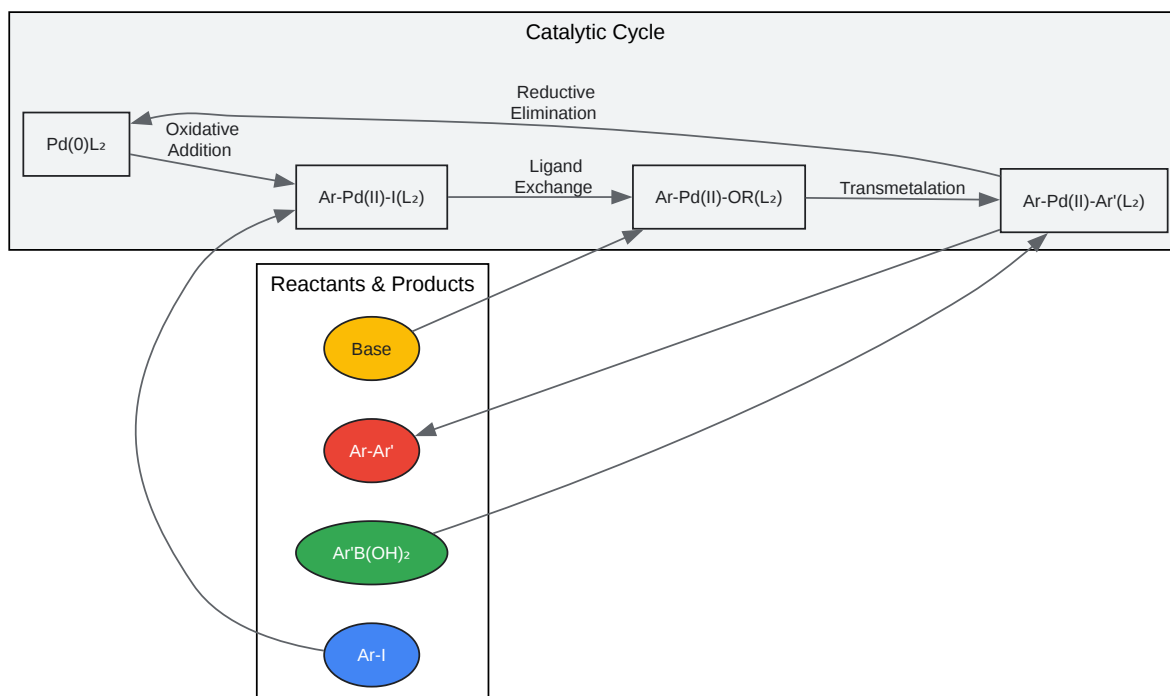 Catalytic Cycle
Reductive
Elimination
Pd(0)L₂
Oxidative
Addition
Ar-Pd(II)-I(L₂)
Ligand
Exchange
Ar-Pd(II)-OR(L₂)
Transmetalation
Ar-Pd(II)-Ar'(L₂)
Reactants & Products
Base
Ar-Ar'
Ar'B(OH)₂
Ar-I